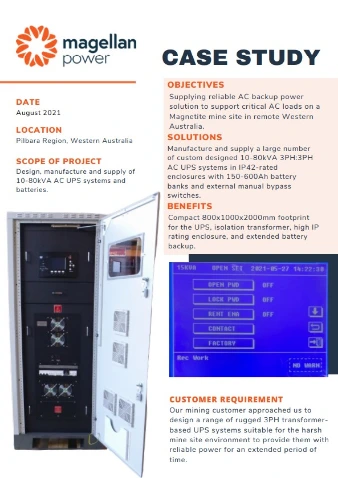 magellan
power
CASE STUDY
DATE
August 2021
LOCATION
Pilbara Region, Western Australia
SCOPE OF PROJECT
Design, manufacture and supply of
10-80kVA AC UPS systems and
batteries.
OBJECTIVES
Supplying reliable AC backup power
solution to support critical AC loads on a
Magnetite mine site in remote Western
Australia.
SOLUTIONS
Manufacture and supply a large number
of custom designed 10-80kVA 3PH:3PH
AC UPS systems in IP42-rated
enclosures with 150-600Ah battery
banks and external manual bypass
switches.
BENEFITS
Compact 800x1000x2000mm footprint
for the UPS, isolation transformer, high IP
rating enclosure, and extended battery
backup.
15KVA OPEN SET 2021-05-27 14:22:50
OPEN PWD OFF
LOCK PWD OFF
BEAT ENG OFF
CONTACT
FACTORY
Rec Work
NO WARN
CUSTOMER REQUIREMENT
Our mining customer approached us to
design a range of rugged 3PH transformer-
based UPS systems suitable for the harsh
mine site environment to provide them with
reliable power for an extended period of
time.